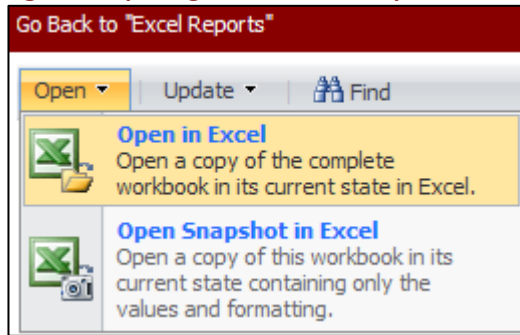 Go Back to "Excel Reports"
Open Update Find
Open in Excel
Open a copy of the complete
workbook in its current state in Excel.
Open Snapshot in Excel
Open a copy of this workbook in its
current state containing only the
values and formatting.